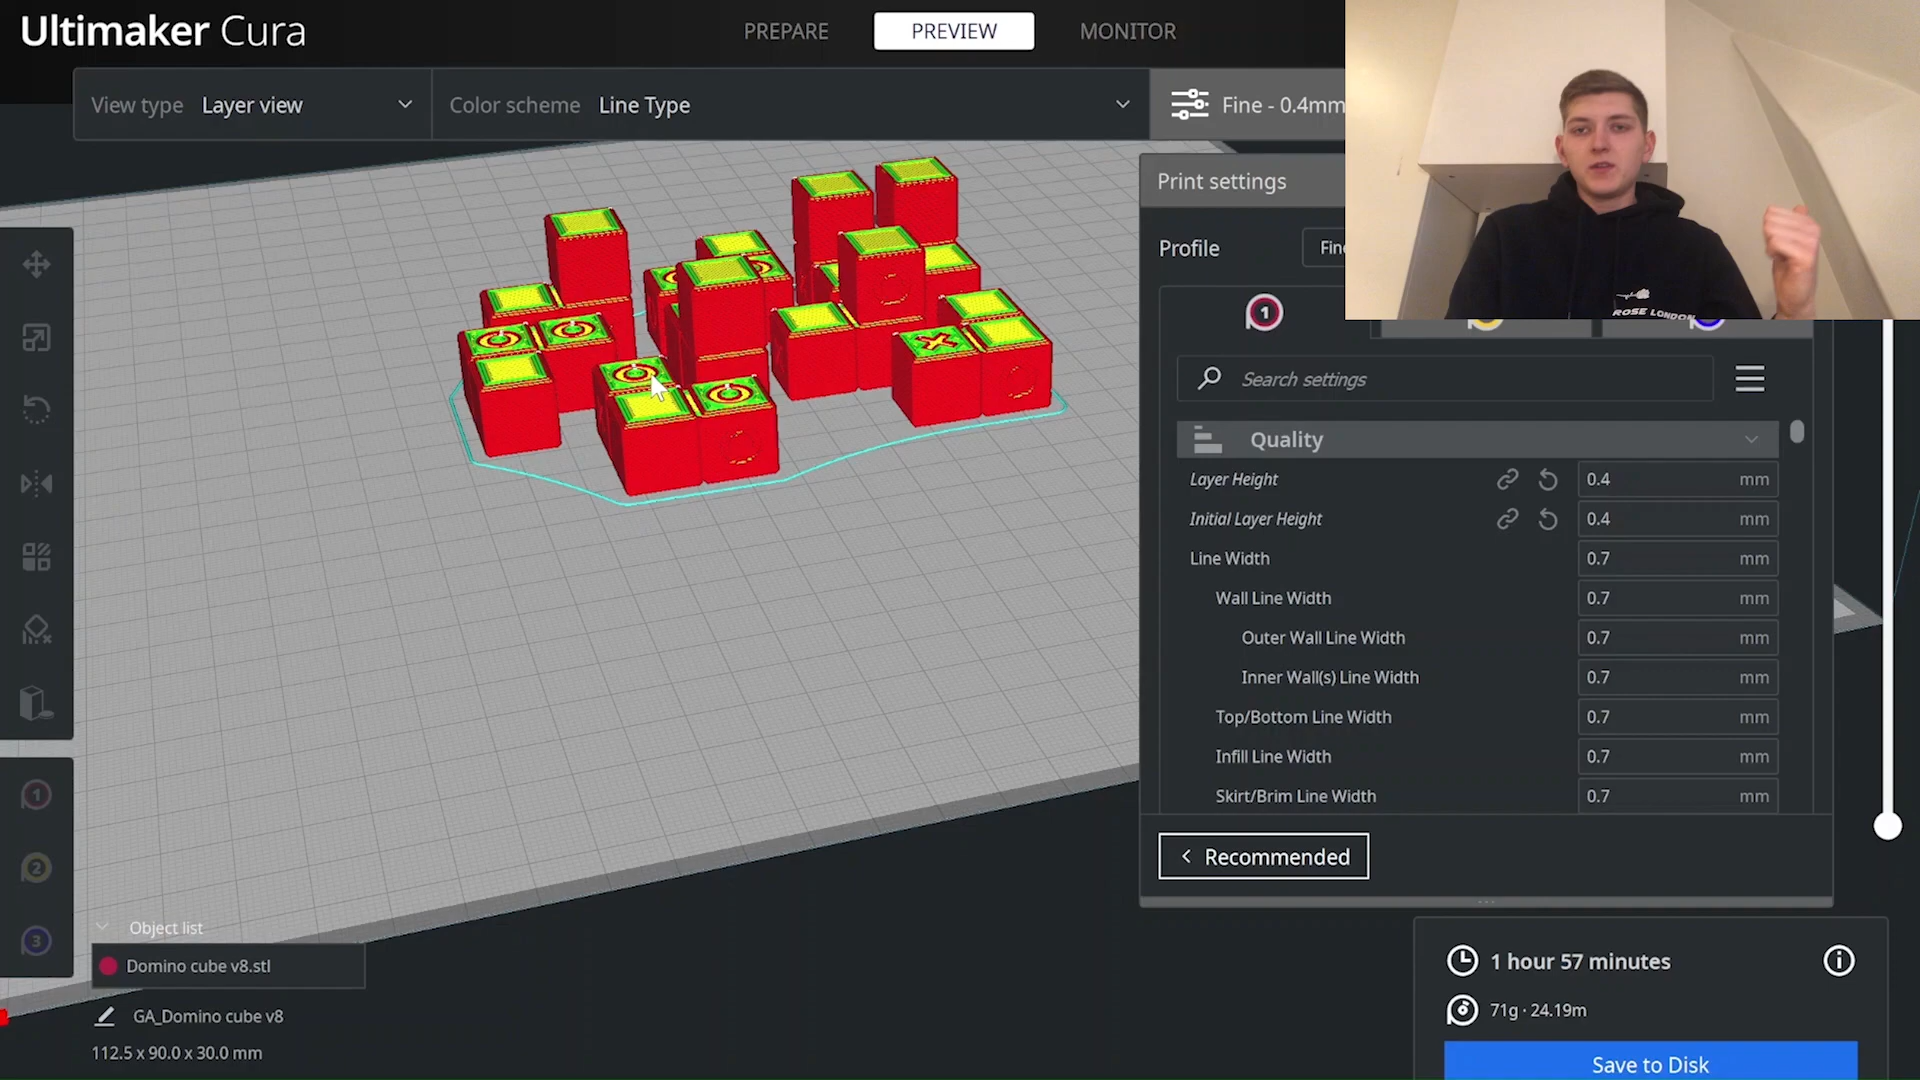 Ultimaker Cura
PREPARE
PREVIEW
MONITOR
View type Layer view
Color scheme Line Type
Fine - 0.4mm
Print settings
Profile
Fin
1
ROSE LONDON
Search settings
Quality
Layer Height 0.4 mm
Initial Layer Height 0.4 mm
Line Width 0.7 mm
Wall Line Width 0.7 mm
Outer Wall Line Width 0.7 mm
Inner Wall(s) Line Width 0.7 mm
Top/Bottom Line Width 0.7 mm
Infill Line Width 0.7 mm
Skirt/Brim Line Width 0.7 mm
Recommended
1
2
3
Object list
Domino cube v8.stl
GA_Domino cube v8
112.5 x 90.0 x 30.0 mm
1 hour 57 minutes
71g · 24.19m
Save to Disk